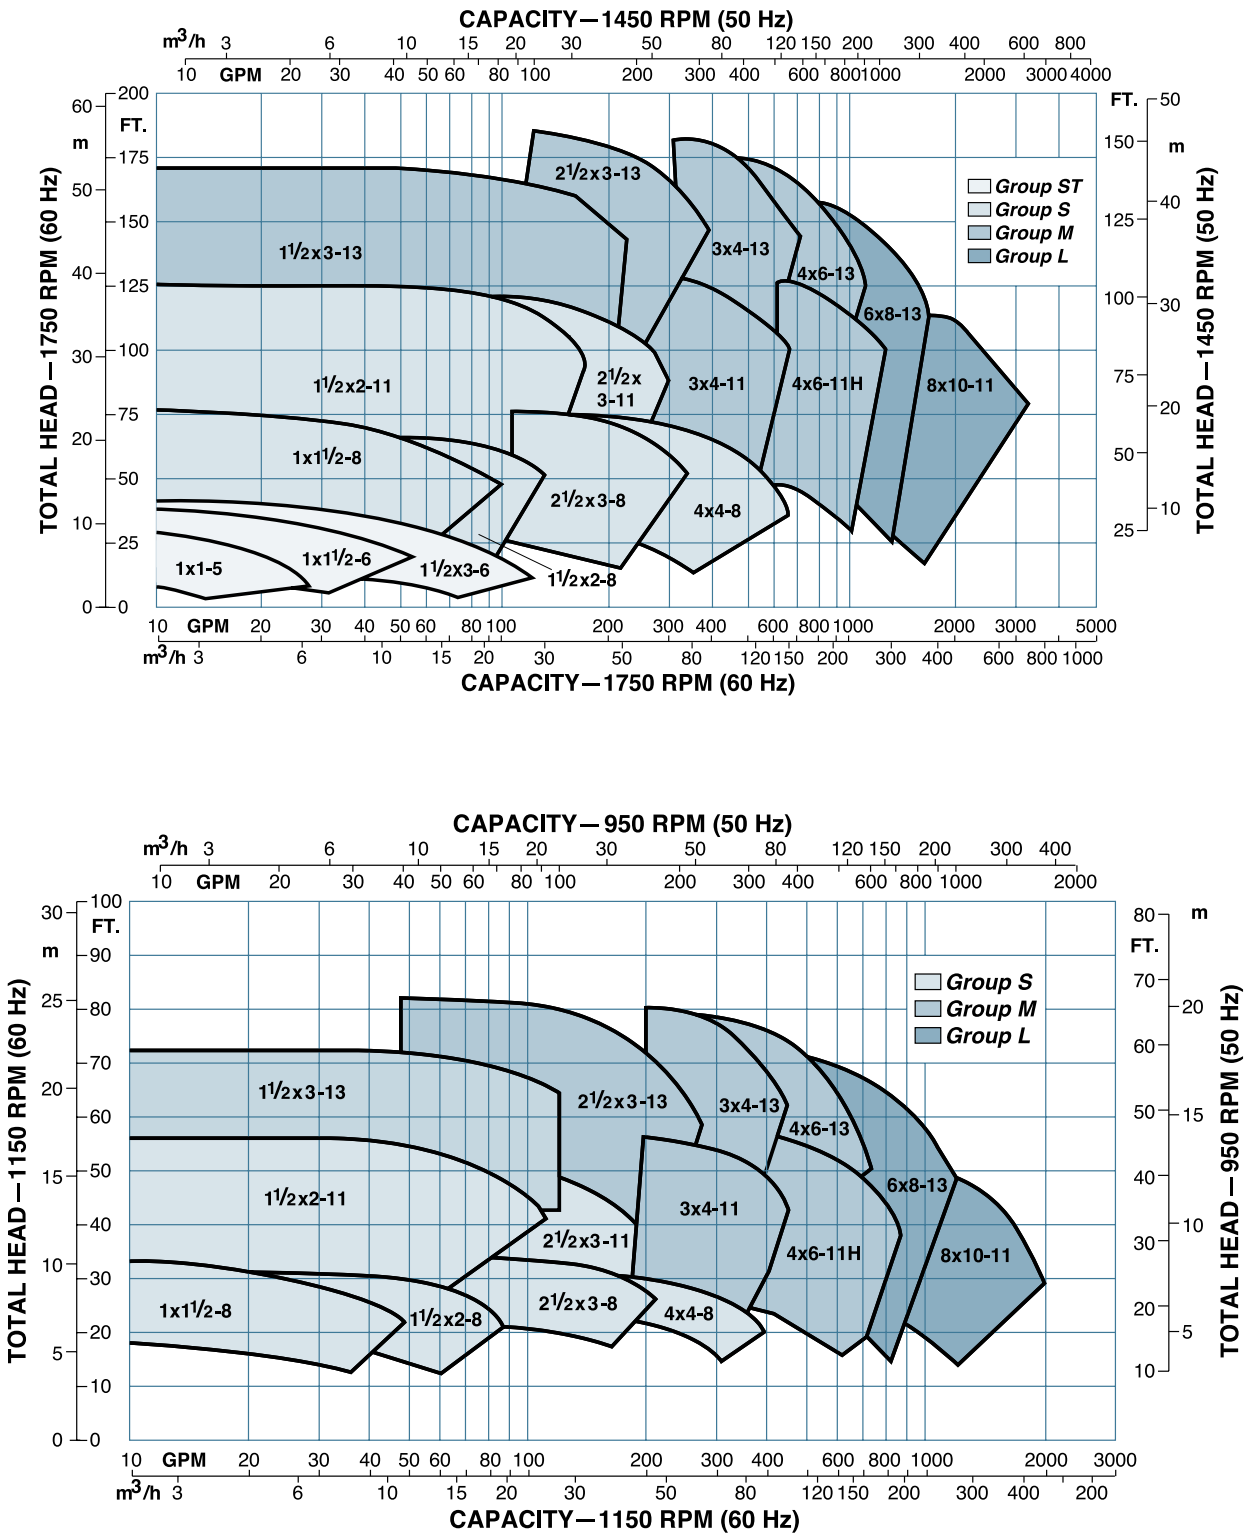 CAPACITY—1450 RPM (50 Hz)
m³/h 3 6 10 15 20 30 50 80 120 150 200 300 400 600 800
10 GPM 20 30 40 50 60 80 100 200 300 400 600 800 1000 2000 3000 4000
60 200 FT. 50
FT. 150 m
m
175
50 40
150 125
40
125 100 30
30 100
75
75 20
20
50 50
10 10
25 25
0 0
TOTAL HEAD—1750 RPM (60 Hz)
TOTAL HEAD—1450 RPM (50 Hz)
Group ST
Group S
Group M
Group L
2½x3-13
1½x3-13
3x4-13
4x6-13
6x8-13
1½x2-11
2½x
3-11
3x4-11
4x6-11H
8x10-11
1x1½-8
2½x3-8
4x4-8
1x1-5
1x1½-6
1½x3-6
1½x2-8
10 GPM 20 30 40 50 60 80 100 200 300 400 600 800 1000 2000 3000 5000
m³/h 3 6 10 15 20 30 50 80 120 150 200 300 400 600 800 1000
CAPACITY—1750 RPM (60 Hz)
CAPACITY—950 RPM (50 Hz)
m³/h 3 6 10 15 20 30 50 80 120 150 200 300 400
10 GPM 20 30 40 50 60 80 100 200 300 400 600 800 1000 2000
30 100 80 m
FT. FT.
m 90
70
25 80 20
60
70
20
60 50 15
15 50 40
40 10
30
10 30
20
20 5
5
10 10
0 0
TOTAL HEAD—1150 RPM (60 Hz)
TOTAL HEAD—950 RPM (50 Hz)
Group S
Group M
Group L
1½x3-13
2½x3-13
3x4-13
4x6-13
6x8-13
1½x2-11
2½x3-11
3x4-11
4x6-11H
8x10-11
1x1½-8
1½x2-8
2½x3-8
4x4-8
10 GPM 20 30 40 50 60 80 100 200 300 400 600 800 1000 2000 3000
m³/h 3 6 10 15 20 30 50 80 120 150 200 300 400 200
CAPACITY—1150 RPM (60 Hz)